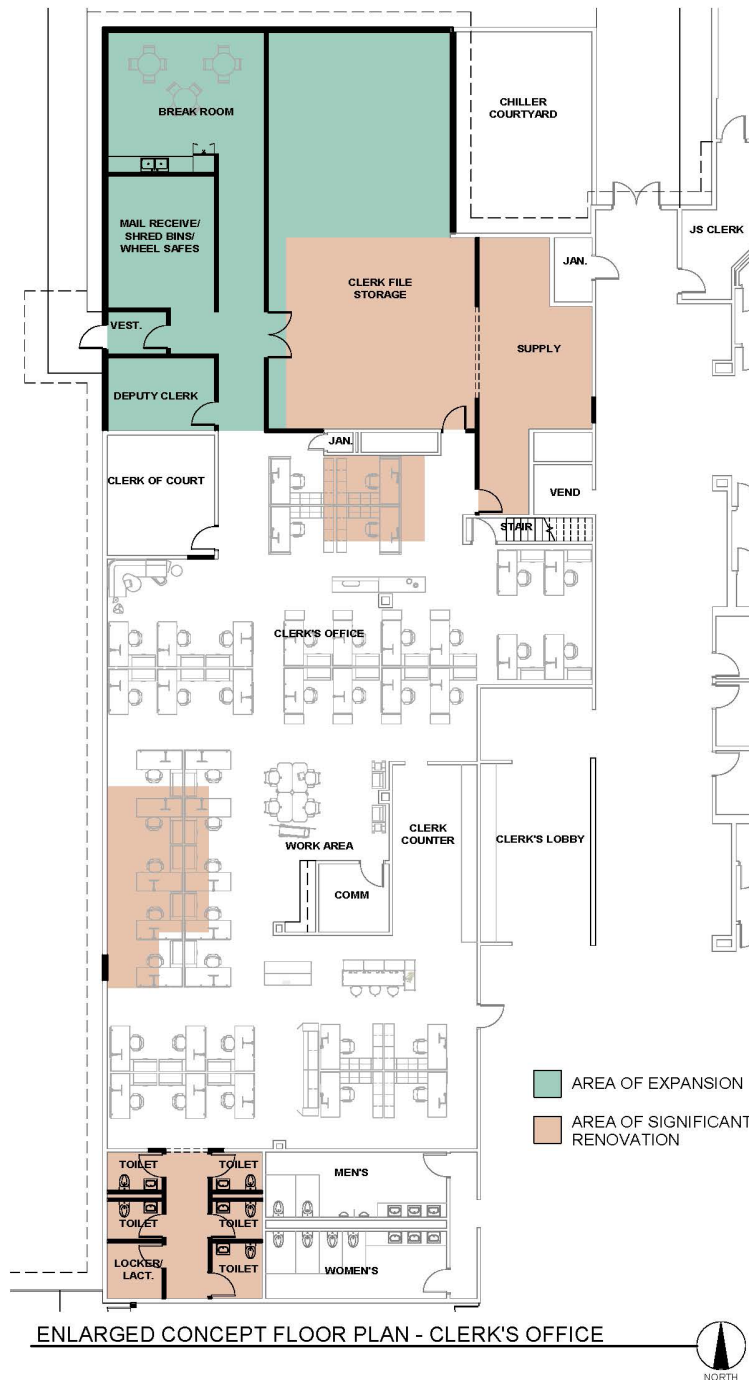 BREAK ROOM
CHILLER
COURTYARD
MAIL RECEIVE/
SHRED BINS/
WHEEL SAFES
JS CLERK
JAN.
CLERK FILE
STORAGE
VEST.
SUPPLY
DEPUTY CLERK
JAN.
CLERK OF COURT
VEND
STAIR
CLERK'S OFFICE
CLERK
COUNTER
CLERK'S LOBBY
WORK AREA
COMM
AREA OF EXPANSION
AREA OF SIGNIFICANT
RENOVATION
TOILET
TOILET
MEN'S
TOILET
TOILET
LOCKER/
LACT.
TOILET
WOMEN'S
ENLARGED CONCEPT FLOOR PLAN - CLERK'S OFFICE
NORTH